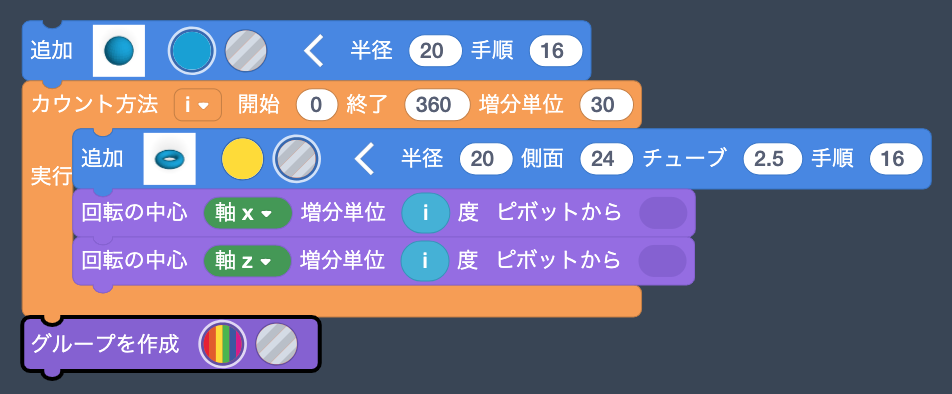 追加 半径 20 手順 16
カウント方法 i 開始 0 終了 360 増分単位 30
実行
追加 半径 20 側面 24 チューブ 2.5 手順 16
回転の中心 軸 x 増分単位 i 度 ピボットから
回転の中心 軸 z 増分単位 i 度 ピボットから
グループを作成